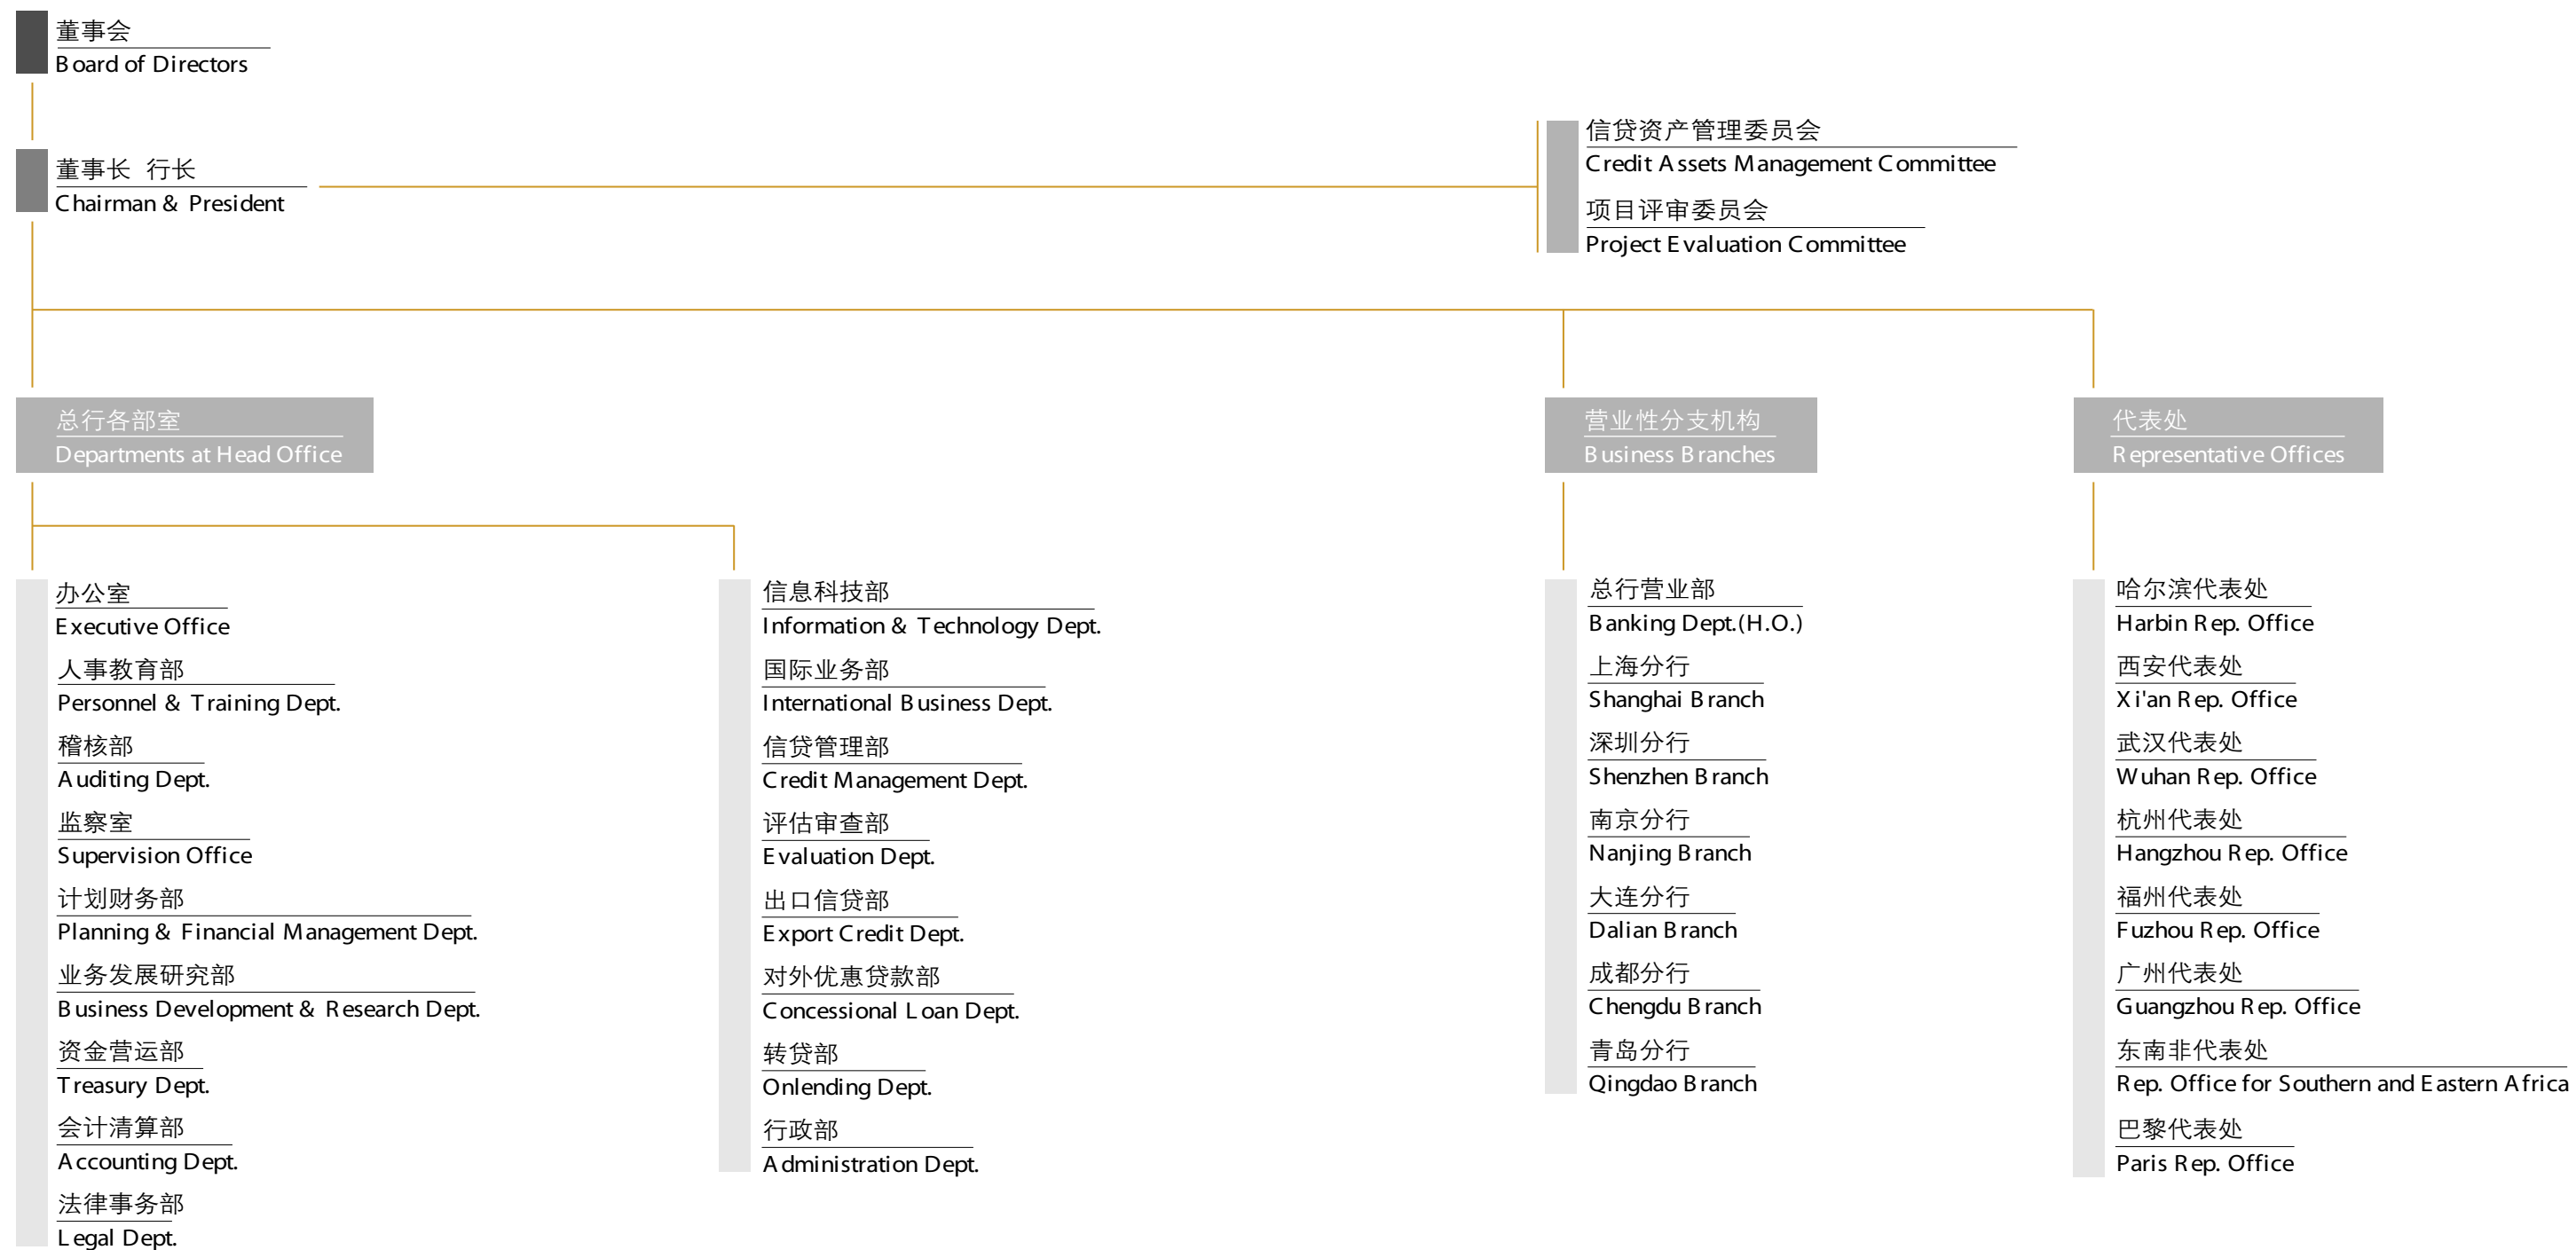 董事会
Board of Directors
董事长 行长
Chairman & President
信贷资产管理委员会
Credit Assets Management Committee
项目评审委员会
Project Evaluation Committee
总行各部室
Departments at Head Office
营业性分支机构
Business Branches
代表处
Representative Offices
办公室
Executive Office
人事教育部
Personnel & Training Dept.
稽核部
Auditing Dept.
监察室
Supervision Office
计划财务部
Planning & Financial Management Dept.
业务发展研究部
Business Development & Research Dept.
资金营运部
Treasury Dept.
会计清算部
Accounting Dept.
法律事务部
Legal Dept.
信息科技部
Information & Technology Dept.
国际业务部
International Business Dept.
信贷管理部
Credit Management Dept.
评估审查部
Evaluation Dept.
出口信贷部
Export Credit Dept.
对外优惠贷款部
Concessional Loan Dept.
转贷部
Onlending Dept.
行政部
Administration Dept.
总行营业部
Banking Dept.(H.O.)
上海分行
Shanghai Branch
深圳分行
Shenzhen Branch
南京分行
Nanjing Branch
大连分行
Dalian Branch
成都分行
Chengdu Branch
青岛分行
Qingdao Branch
哈尔滨代表处
Harbin Rep. Office
西安代表处
Xi'an Rep. Office
武汉代表处
Wuhan Rep. Office
杭州代表处
Hangzhou Rep. Office
福州代表处
Fuzhou Rep. Office
广州代表处
Guangzhou Rep. Office
东南非代表处
Rep. Office for Southern and Eastern Africa
巴黎代表处
Paris Rep. Office